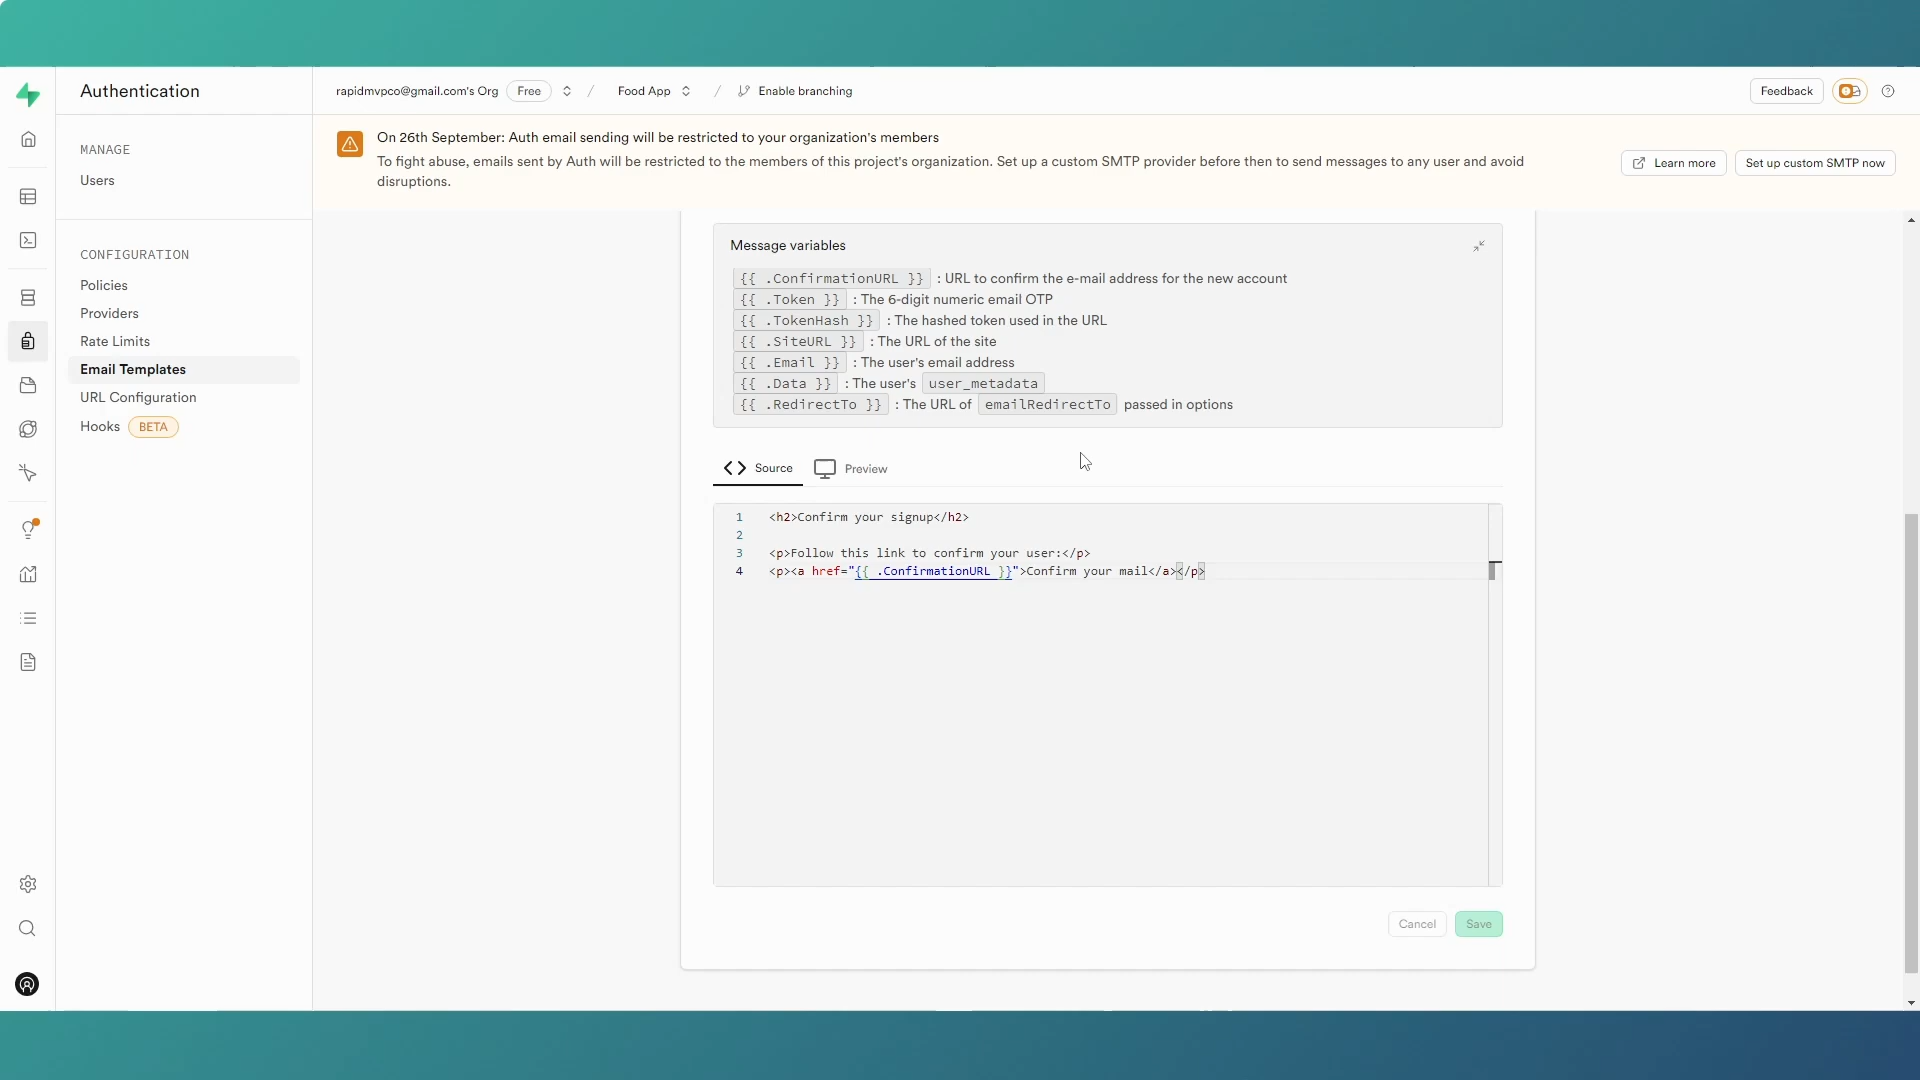 Authentication
rapidmvpco@gmail.com's Org Free / Food App / Enable branching
Feedback
MANAGE
Users
CONFIGURATION
Policies
Providers
Rate Limits
Email Templates
URL Configuration
Hooks BETA
On 26th September: Auth email sending will be restricted to your organization's members
To fight abuse, emails sent by Auth will be restricted to the members of this project's organization. Set up a custom SMTP provider before then to send messages to any user and avoid
disruptions.
Learn more
Set up custom SMTP now
Message variables
{{ .ConfirmationURL }} : URL to confirm the e-mail address for the new account
{{ .Token }} : The 6-digit numeric email OTP
{{ .TokenHash }} : The hashed token used in the URL
{{ .SiteURL }} : The URL of the site
{{ .Email }} : The user's email address
{{ .Data }} : The user's user_metadata
{{ .RedirectTo }} : The URL of emailRedirectTo passed in options
Source Preview
1 <h2>Confirm your signup</h2>
2
3 <p>Follow this link to confirm your user:</p>
4 <p><a href="{{ .ConfirmationURL }}">Confirm your mail</a></p>
Cancel Save